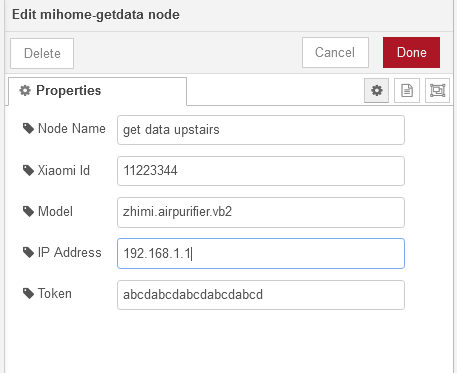 Edit mihome-getdata node
Delete Cancel Done
Properties
Node Name get data upstairs
Xiaomi Id 11223344
Model zhimi.airpurifier.vb2
IP Address 192.168.1.1
Token abcdabcdabcdabcdabcd